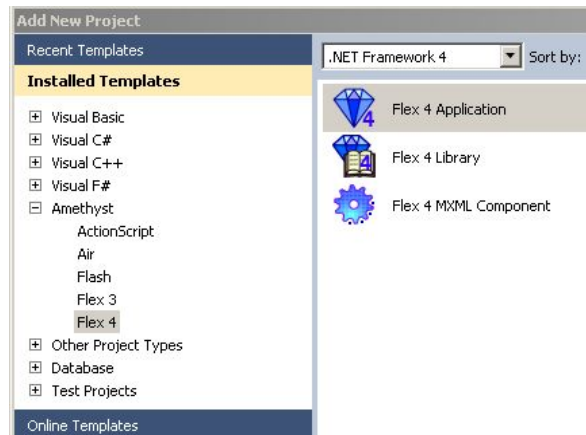 Add New Project
Recent Templates
Installed Templates
Visual Basic
Visual C#
Visual C++
Visual F#
Amethyst
ActionScript
Air
Flash
Flex 3
Flex 4
Other Project Types
Database
Test Projects
Online Templates
.NET Framework 4
Sort by:
4 Flex 4 Application
4 Flex 4 Library
Flex 4 MXML Component